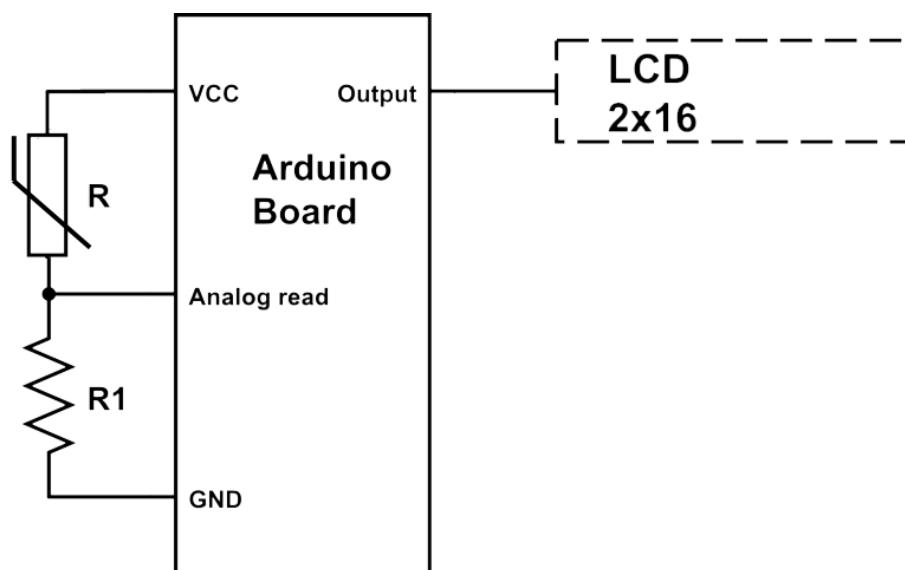 LCD
2x16
VCC
Output
Arduino
Board
R
Analog read
R1
GND